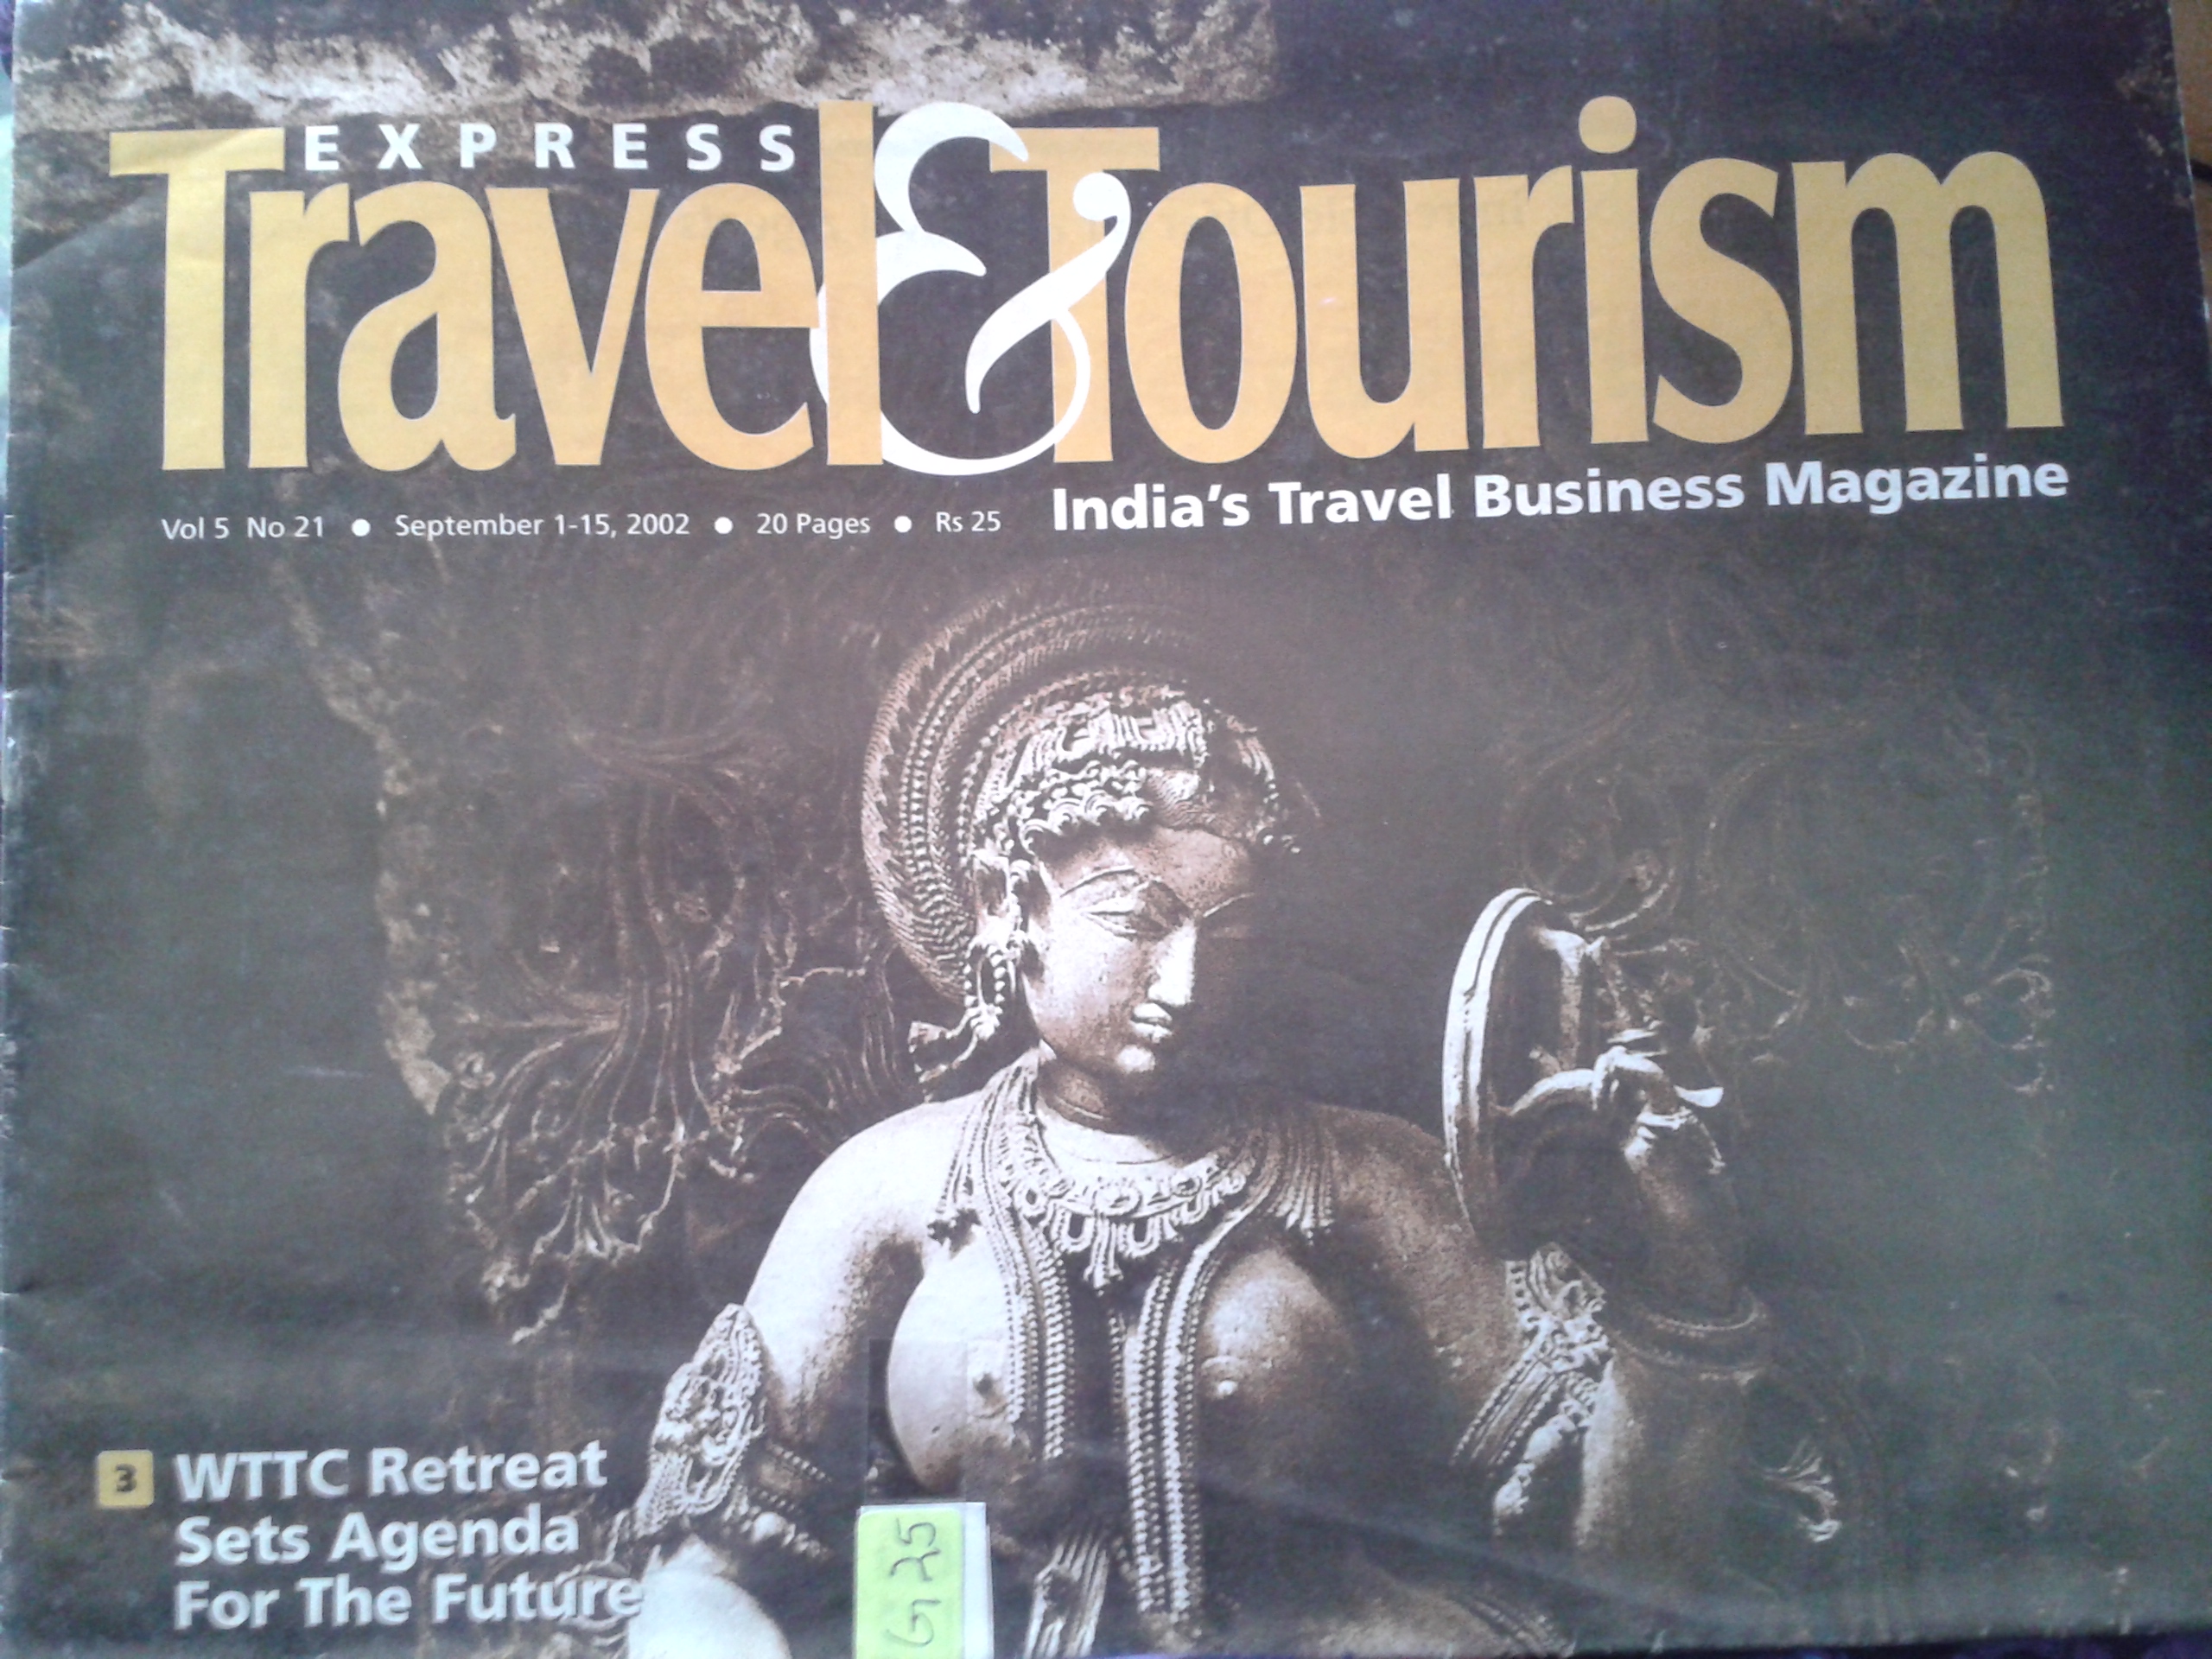 EXPRESS
Travel & Tourism
India's Travel Business Magazine
Vol 5 No 21 ● September 1-15, 2002 ● 20 Pages ● Rs 25
3 WTTC Retreat
Sets Agenda
For The Future
G 25